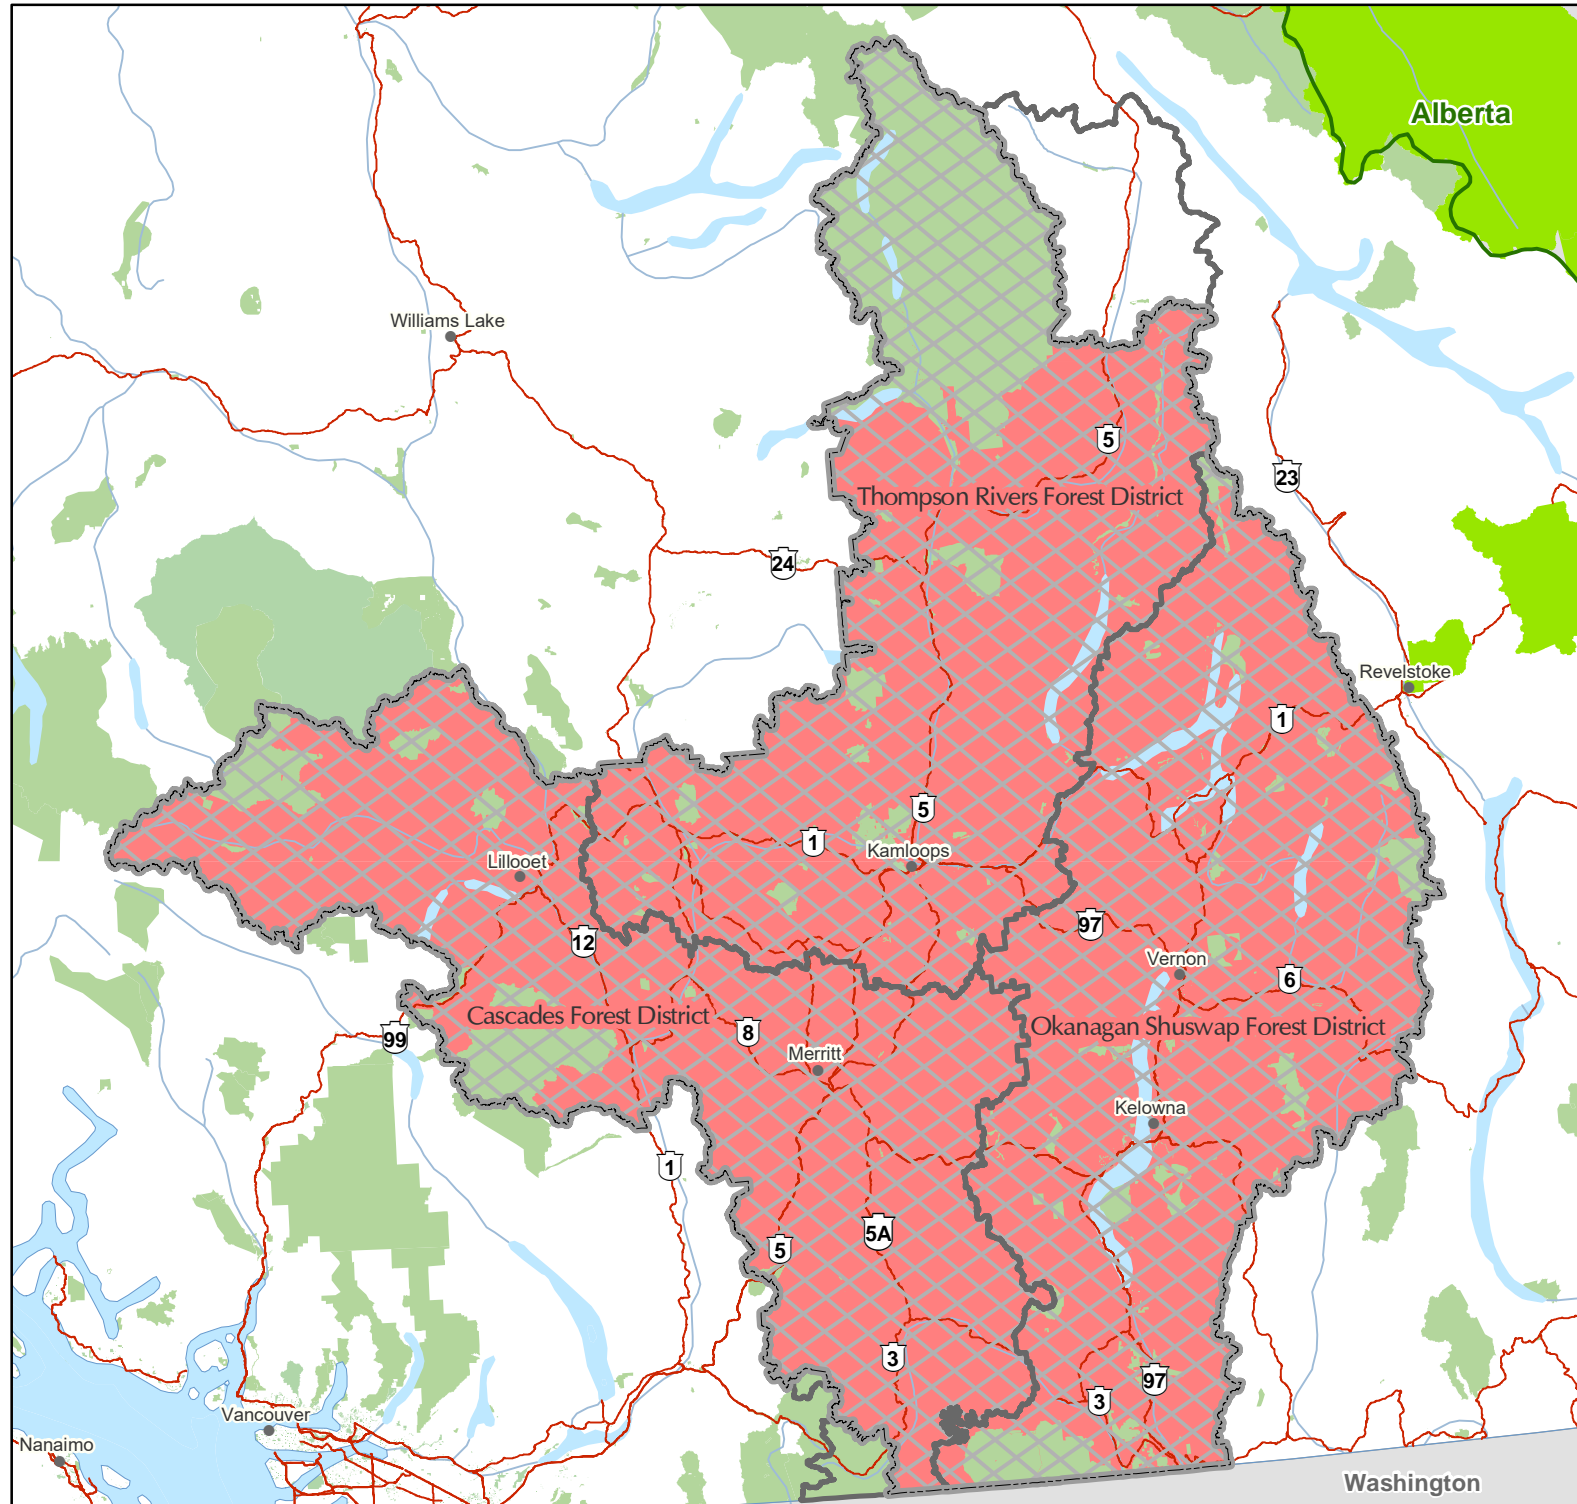 Alberta
Williams Lake
5
Thompson Rivers Forest District
23
24
Revelstoke
1
5
1
Kamloops
Lillooet
97
12
Vernon
6
Cascades Forest District
Okanagan Shuswap Forest District
99
8
Merritt
Kelowna
1
5A
5
3
97
3
Vancouver
Nanaimo
Washington